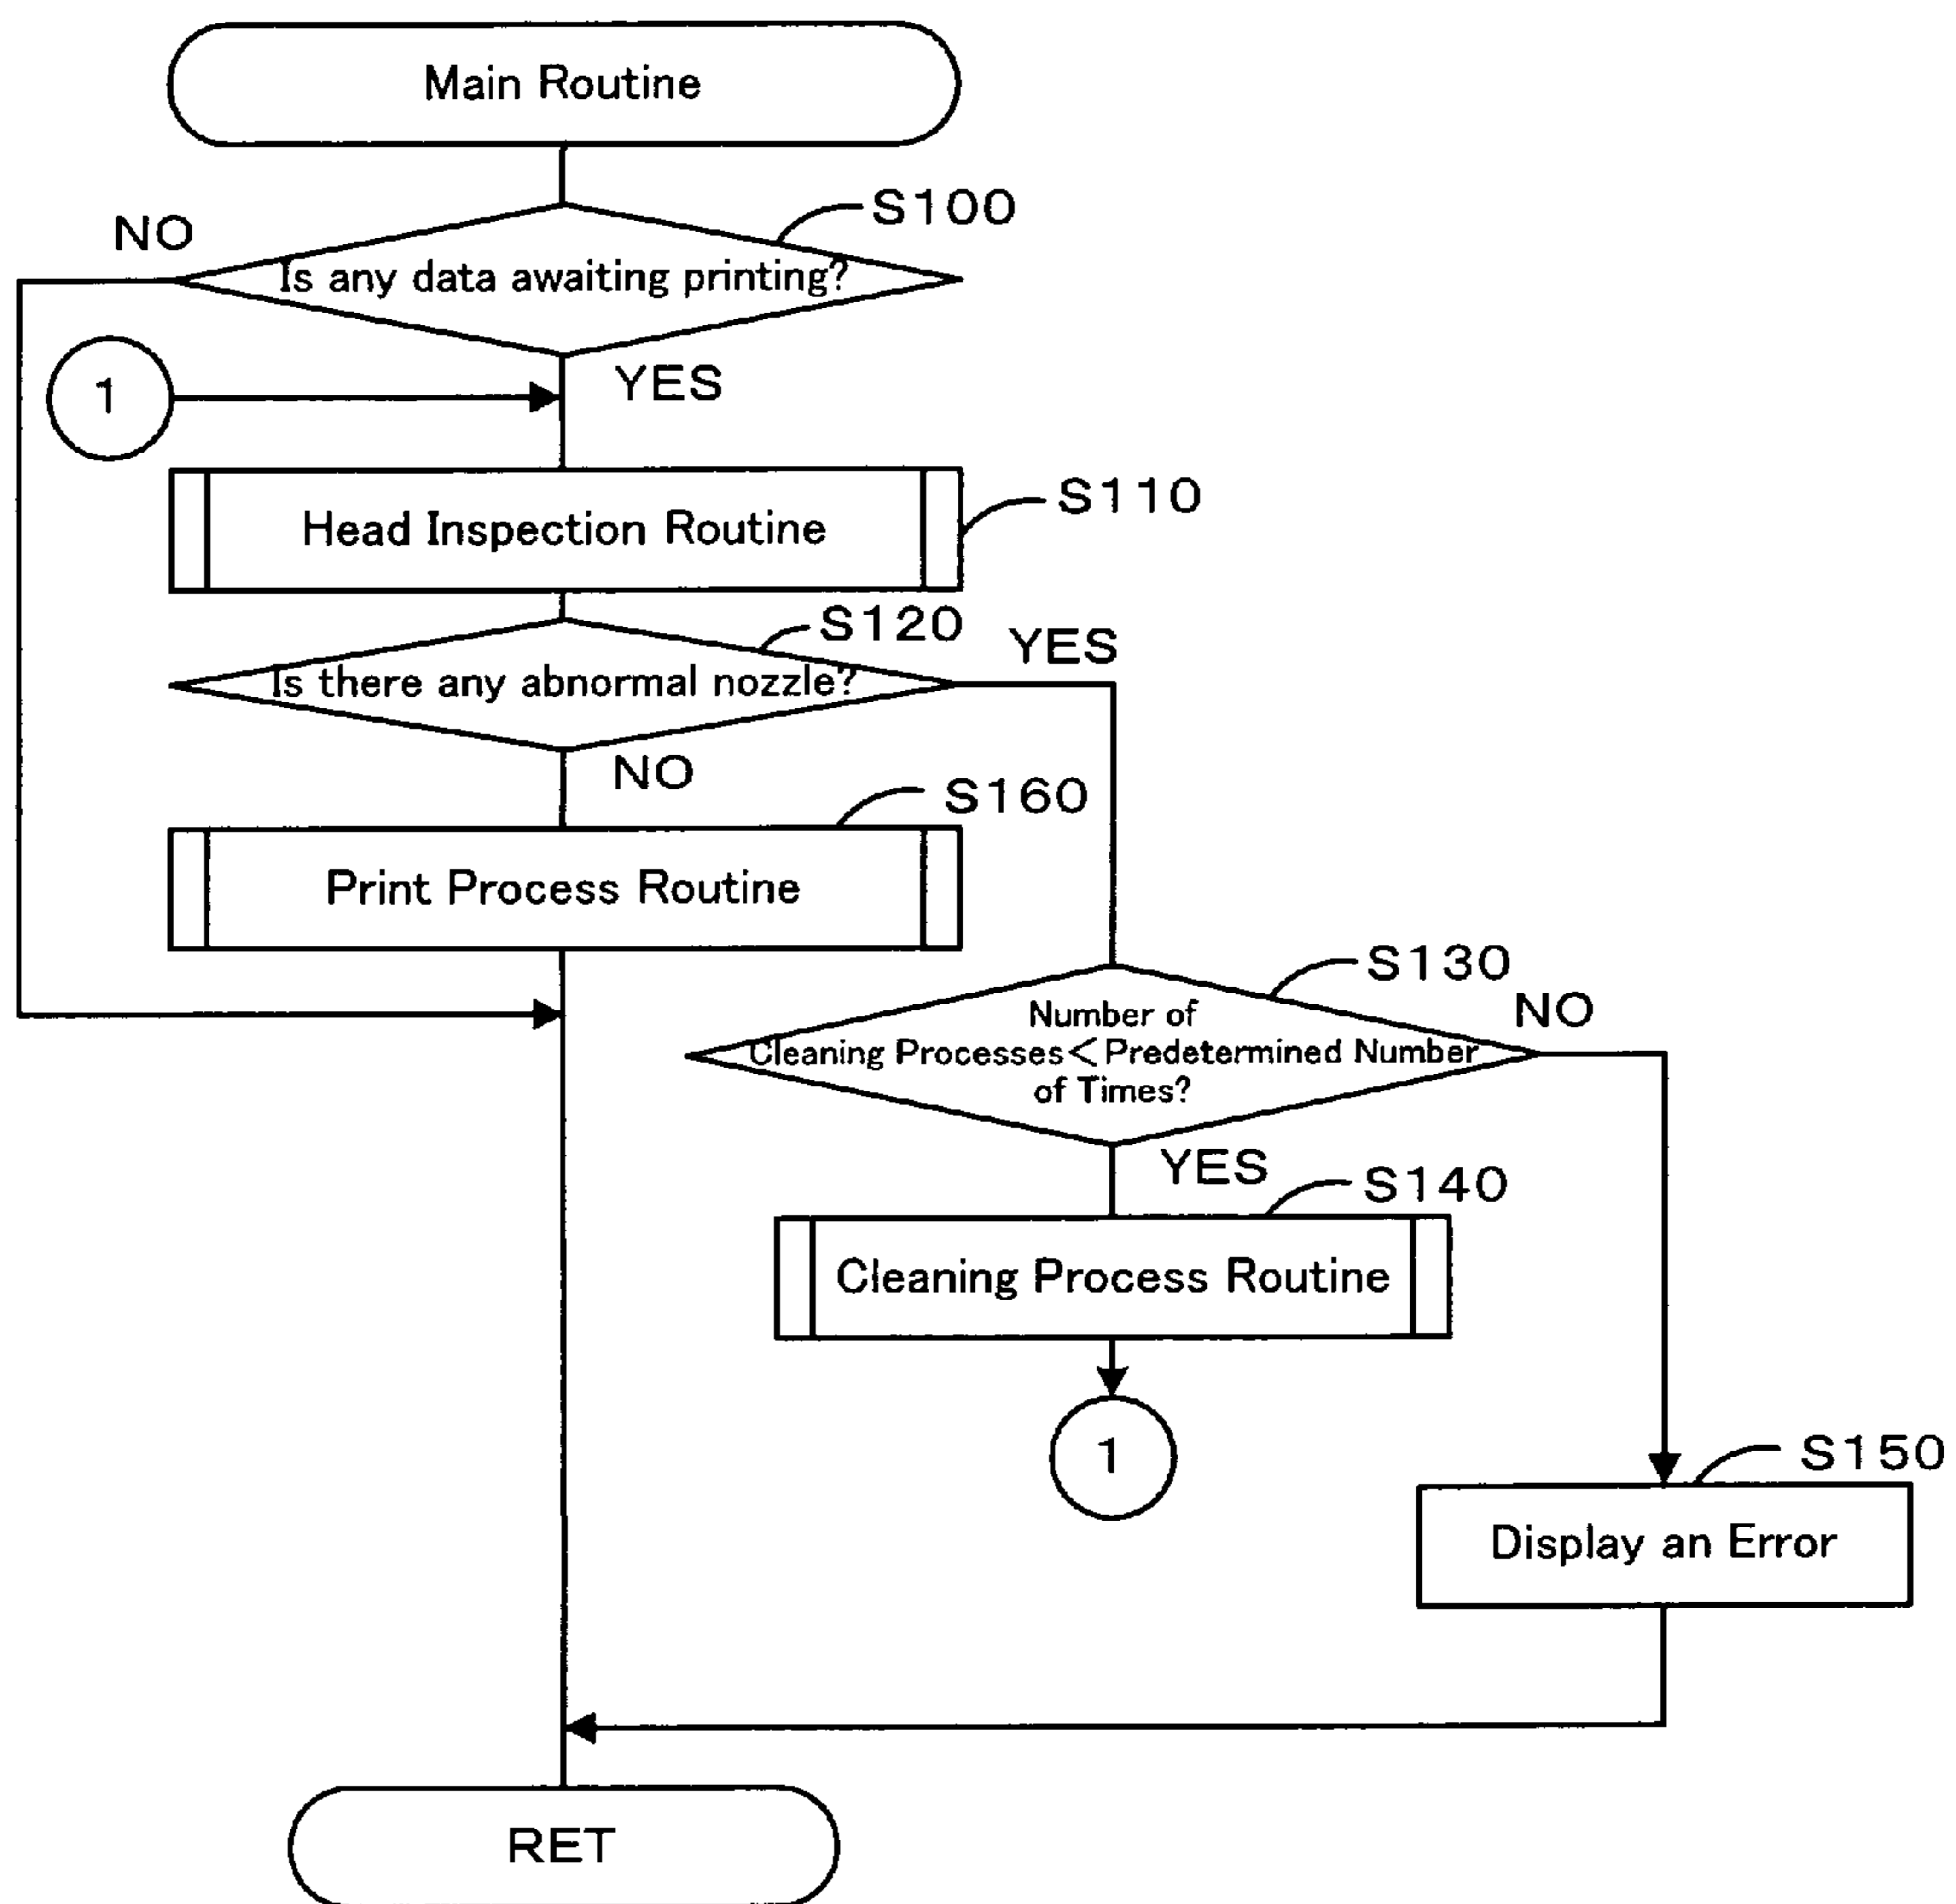 Main Routine
S100
NO
Is any data awaiting printing?
YES
1
S110
Head Inspection Routine
S120
YES
Is there any abnormal nozzle?
NO
S160
Print Process Routine
S130
NO
Number of
Cleaning Processes<Predetermined Number
of Times?
YES
S140
Cleaning Process Routine
1
S150
Display an Error
RET